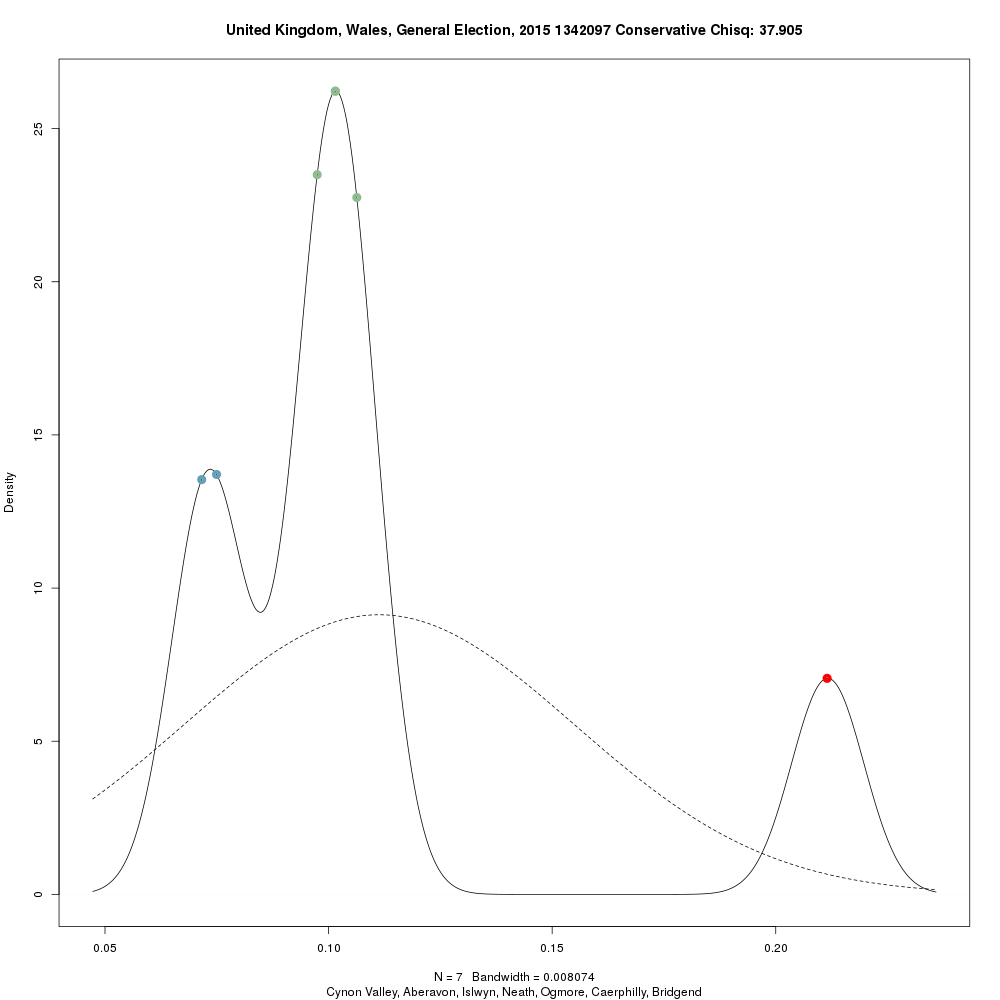 United Kingdom, Wales, General Election, 2015 1342097 Conservative Chisq: 37.905
Density
25
20
15
10
5
0
0.05 0.10 0.15 0.20
N = 7 Bandwidth = 0.008074
Cynon Valley, Aberavon, Islwyn, Neath, Ogmore, Caerphilly, Bridgend